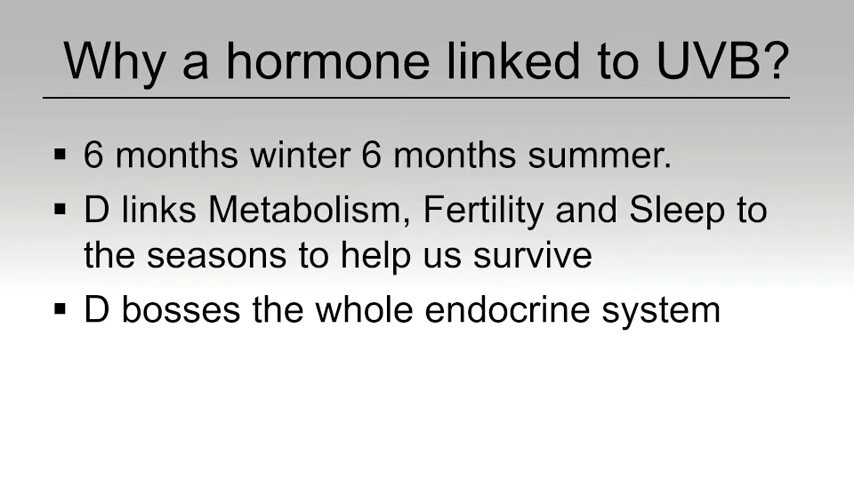 Why a hormone linked to UVB?
▪ 6 months winter 6 months summer.
▪ D links Metabolism, Fertility and Sleep to
the seasons to help us survive
▪ D bosses the whole endocrine system